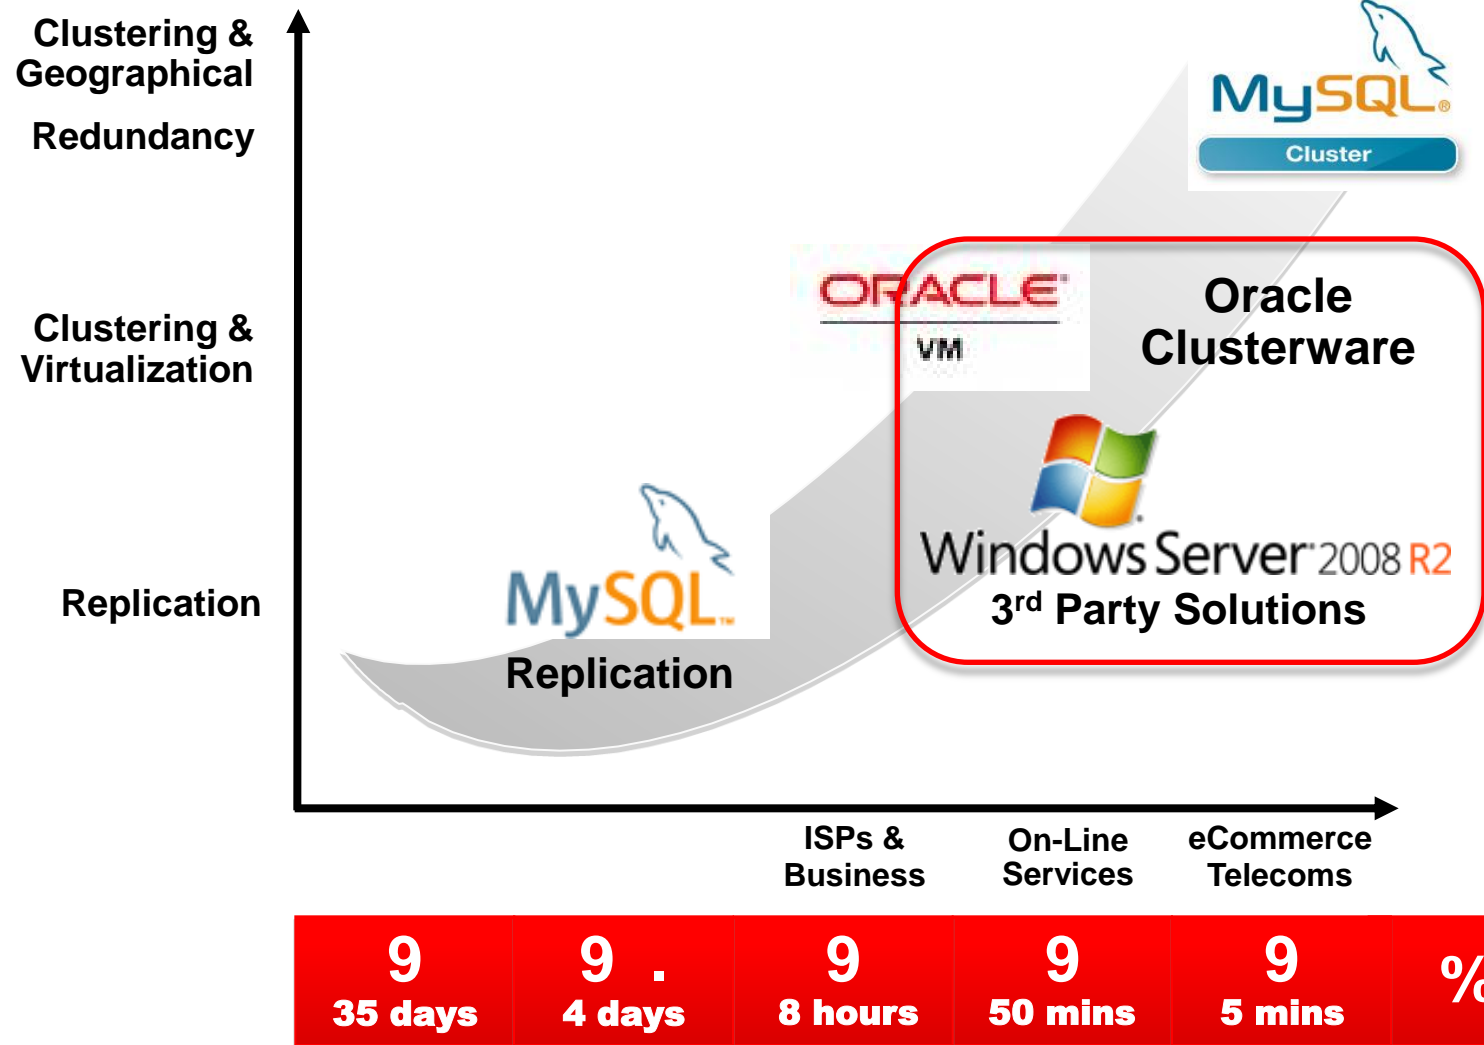 Clustering &
Geographical
Redundancy
MySQL®
Cluster
ORACLE
VM
Oracle
Clusterware
Clustering &
Virtualization
Windows Server 2008 R2
3rd Party Solutions
Replication
MySQL™
Replication
ISPs &
Business
On-Line
Services
eCommerce
Telecoms
9 9 . 9 9 9 %
35 days 4 days 8 hours 50 mins 5 mins